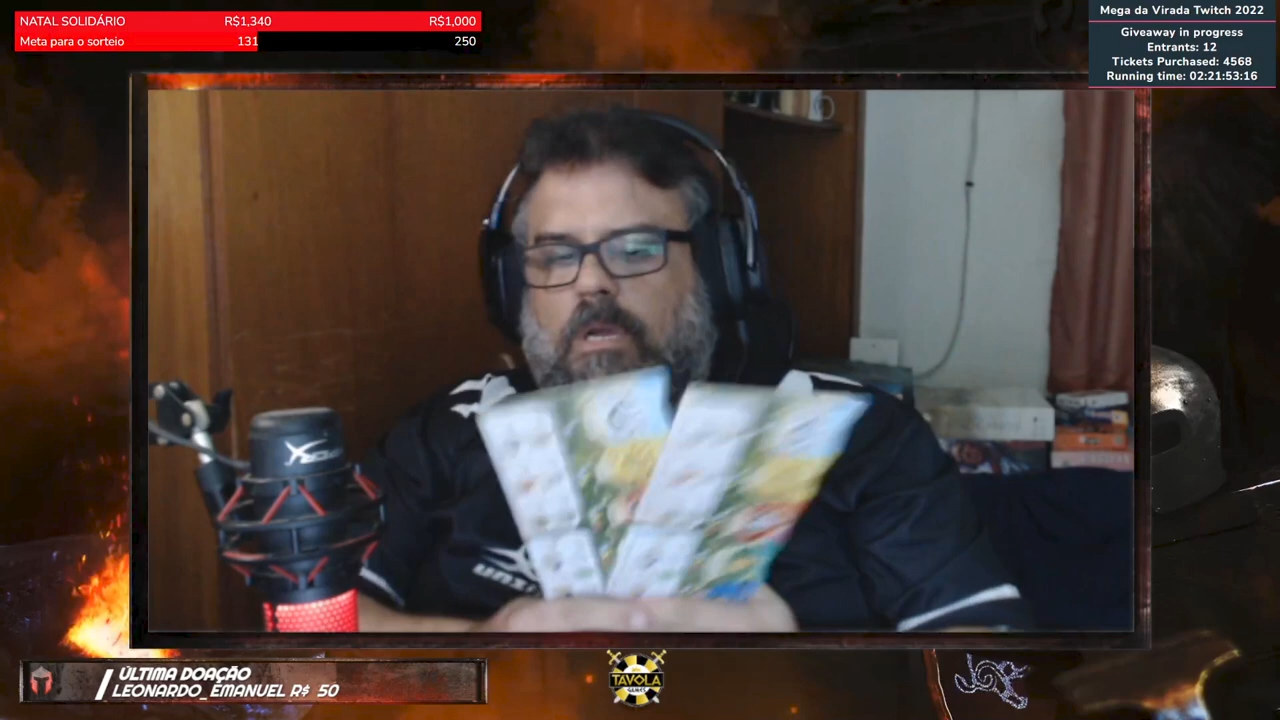 NATAL SOLIDÁRIO R$1,340 R$1,000
Meta para o sorteio 131 250
Mega da Virada Twitch 2022
Giveaway in progress
Entrants: 12
Tickets Purchased: 4568
Running time: 02:21:53:16
ÚLTIMA DOAÇÃO
LEONARDO_EMANUEL R$ 50
TAVOLA
GAMES